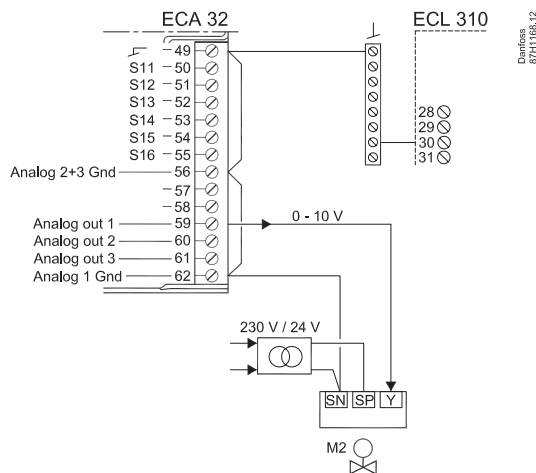 ECA 32
ECL 310
Danfoss
87H1168.12
49
S11 50
S12 51
S13 52
S14 53
S15 54
S16 55
Analog 2+3 Gnd 56
57
58
Analog out 1 59
Analog out 2 60
Analog out 3 61
Analog 1 Gnd 62
28
29
30
31
0 - 10 V
230 V / 24 V
SN SP Y
M2